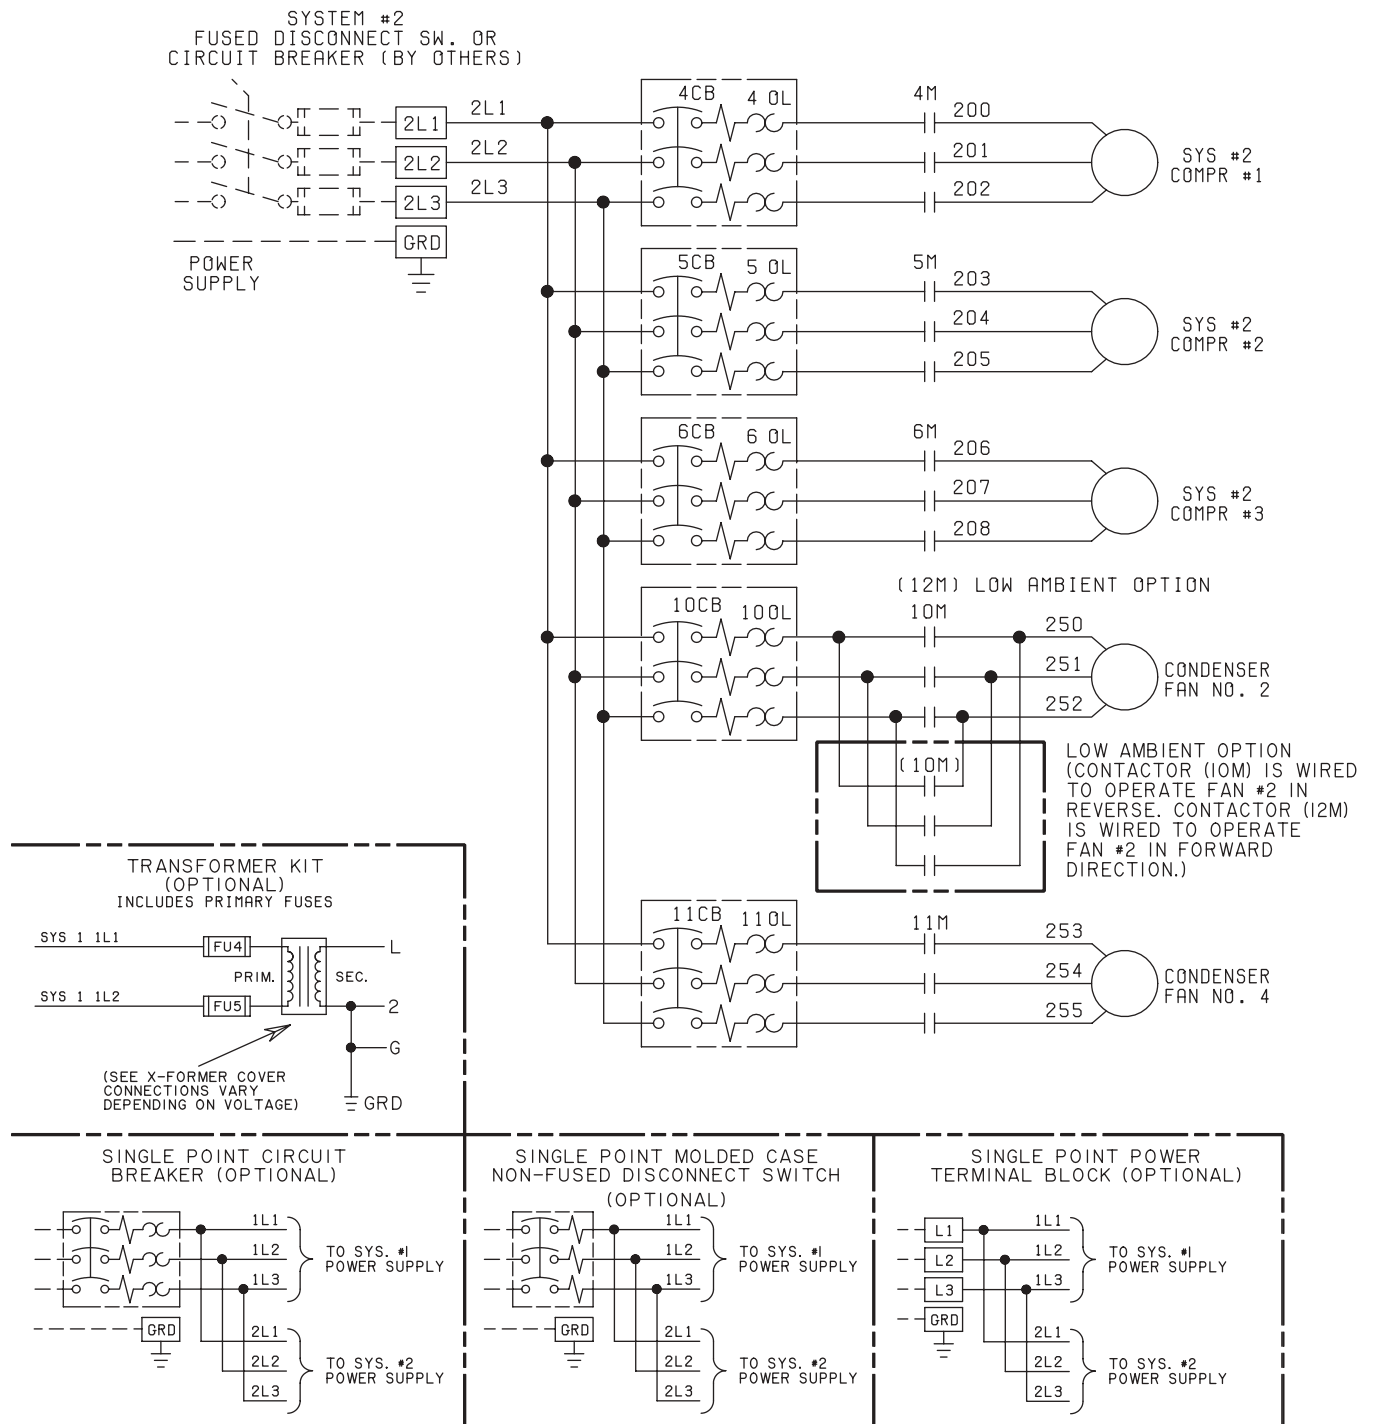 SYSTEM #2
FUSED DISCONNECT SW. OR
CIRCUIT BREAKER (BY OTHERS)
2L1
2L1
2L2
2L2
2L3
2L3
GRD
POWER
SUPPLY
4CB
4 OL
4M
200
201
202
SYS #2
COMPR #1
5CB
5 OL
5M
203
204
205
SYS #2
COMPR #2
6CB
6 OL
6M
206
207
208
SYS #2
COMPR #3
(12M) LOW AMBIENT OPTION
10CB
10OL
10M
250
251
252
CONDENSER
FAN NO. 2
(10M)
LOW AMBIENT OPTION
(CONTACTOR (10M) IS WIRED
TO OPERATE FAN #2 IN
REVERSE. CONTACTOR (12M)
IS WIRED TO OPERATE
FAN #2 IN FORWARD
DIRECTION.)
11CB
11OL
11M
253
254
255
CONDENSER
FAN NO. 4
TRANSFORMER KIT
(OPTIONAL)
INCLUDES PRIMARY FUSES
SYS 1 1L1
FU4
L
PRIM.
SEC.
SYS 1 1L2
FU5
2
G
GRD
(SEE X-FORMER COVER
CONNECTIONS VARY
DEPENDING ON VOLTAGE)
SINGLE POINT CIRCUIT
BREAKER (OPTIONAL)
1L1
1L2
1L3
TO SYS. #1
POWER SUPPLY
GRD
2L1
2L2
2L3
TO SYS. #2
POWER SUPPLY
SINGLE POINT MOLDED CASE
NON-FUSED DISCONNECT SWITCH
(OPTIONAL)
1L1
1L2
1L3
TO SYS. #1
POWER SUPPLY
GRD
2L1
2L2
2L3
TO SYS. #2
POWER SUPPLY
SINGLE POINT POWER
TERMINAL BLOCK (OPTIONAL)
L1
L2
L3
GRD
1L1
1L2
1L3
TO SYS. #1
POWER SUPPLY
2L1
2L2
2L3
TO SYS. #2
POWER SUPPLY